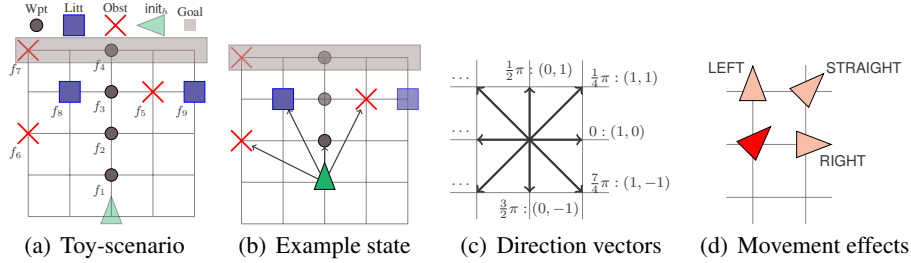 Wpt Litt Obst init_h Goal
f_7 f_4
f_8 f_3 f_5 f_9
f_6 f_2
f_1
(a) Toy-scenario
(b) Example state
... ½π : (0, 1) ¼π : (1, 1)
... 0 : (1, 0)
... 7/4π : (1, −1)
3/2π : (0, −1)
(c) Direction vectors
LEFT STRAIGHT
RIGHT
(d) Movement effects